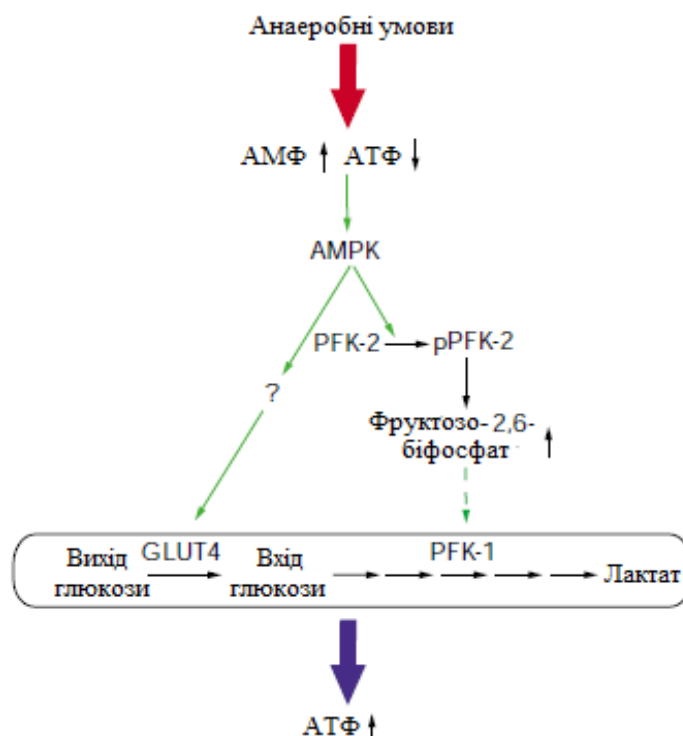 Анаеробні умови
АМФ ↑ АТФ ↓
AMPK
PFK-2 → pPFK-2
?
Фруктозо-2,6-
біфосфат ↑
GLUT4 PFK-1
Вихід Вхід
глюкози глюкози Лактат
АТФ ↑